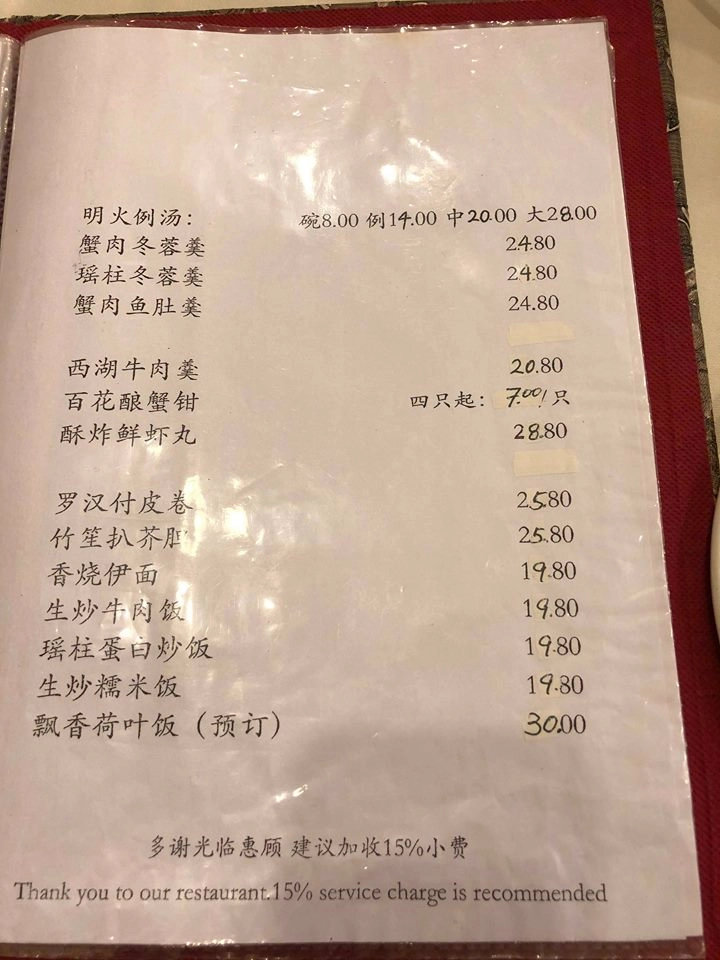 明火例汤: 碗8.00 例14.00 中20.00 大28.00
蟹肉冬蓉羹 24.80
瑶柱冬蓉羹 24.80
蟹肉鱼肚羹 24.80
西湖牛肉羹 20.80
百花酿蟹钳 四只起: 7.00/只
酥炸鲜虾丸 28.80
罗汉付皮卷 25.80
竹笙扒芥胆 25.80
香烧伊面 19.80
生炒牛肉饭 19.80
瑶柱蛋白炒饭 19.80
生炒糯米饭 19.80
飘香荷叶饭（预订） 30.00
多谢光临惠顾 建议加收15%小费
Thank you to our restaurant.15% service charge is recommended